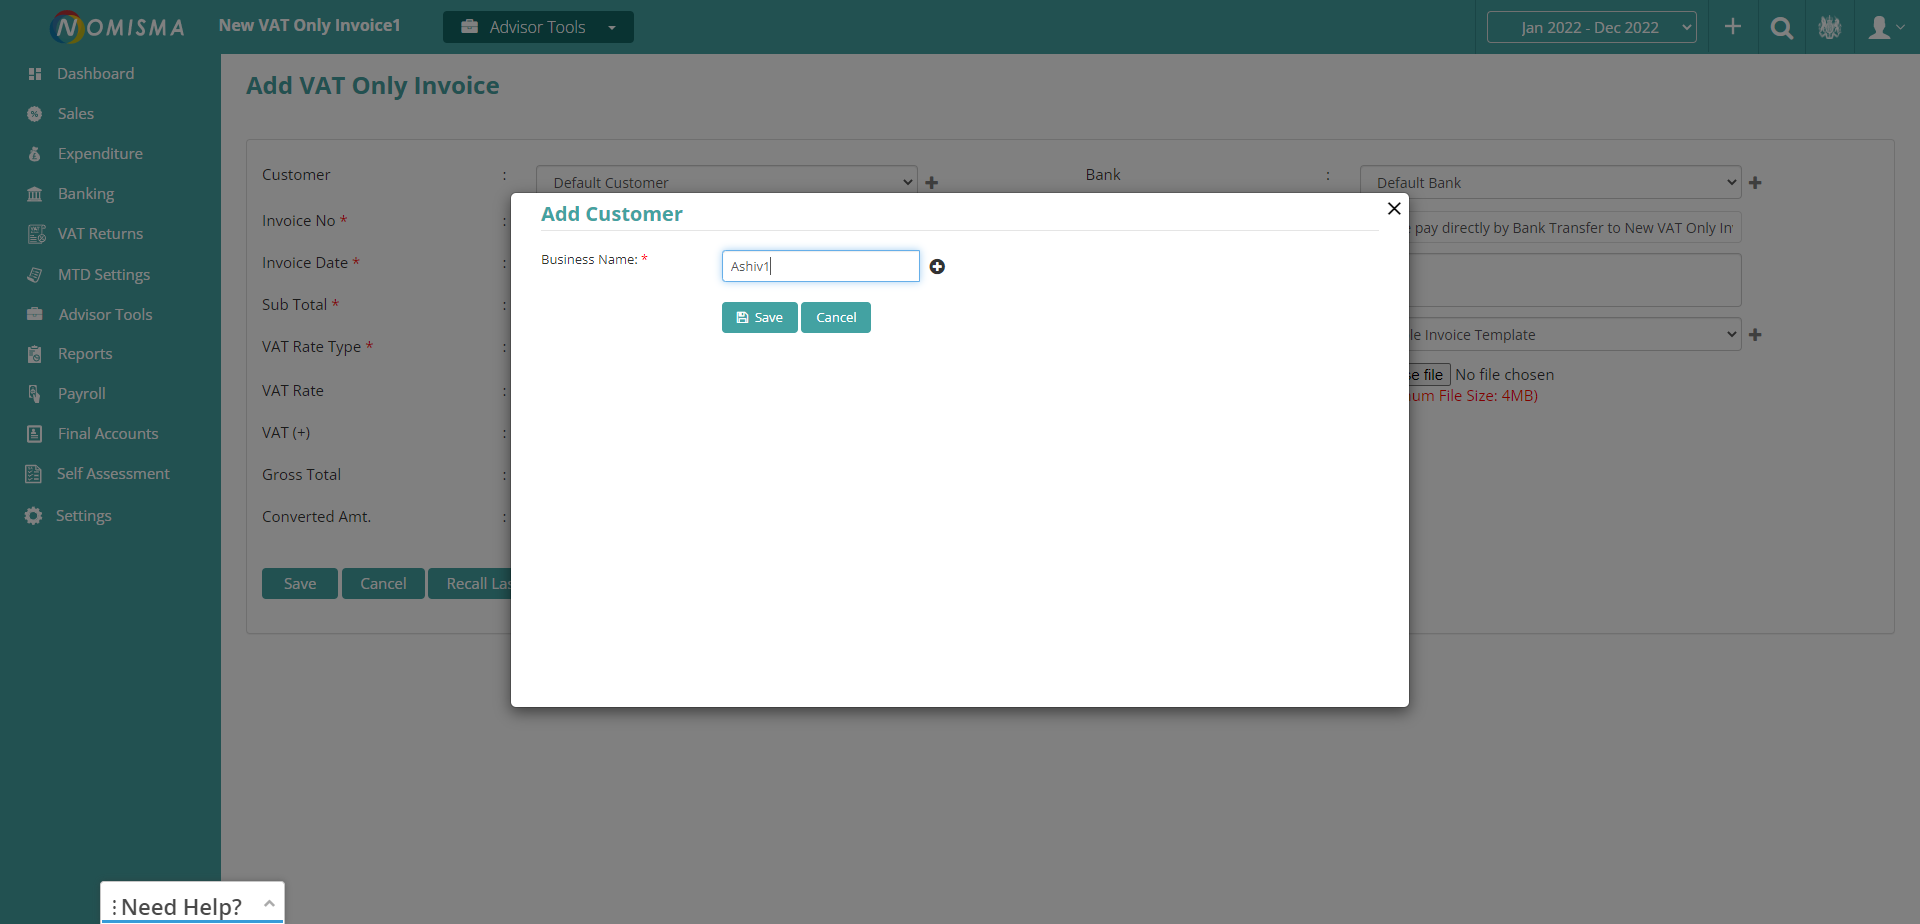 NOMISMA
New VAT Only Invoice1
Advisor Tools
Jan 2022 - Dec 2022
Dashboard
Sales
Expenditure
Banking
VAT Returns
MTD Settings
Advisor Tools
Reports
Payroll
Final Accounts
Self Assessment
Settings
Add VAT Only Invoice
Customer :
Default Customer
Bank :
Default Bank
Invoice No * :
pay directly by Bank Transfer to New VAT Only In
Invoice Date * :
Sub Total * :
Invoice Template
VAT Rate Type * :
file No file chosen
File Size: 4MB)
VAT Rate :
VAT (+) :
Gross Total :
Converted Amt. :
Save
Cancel
Recall Las
Add Customer
Business Name: *
Ashiv1
Save
Cancel
Need Help?